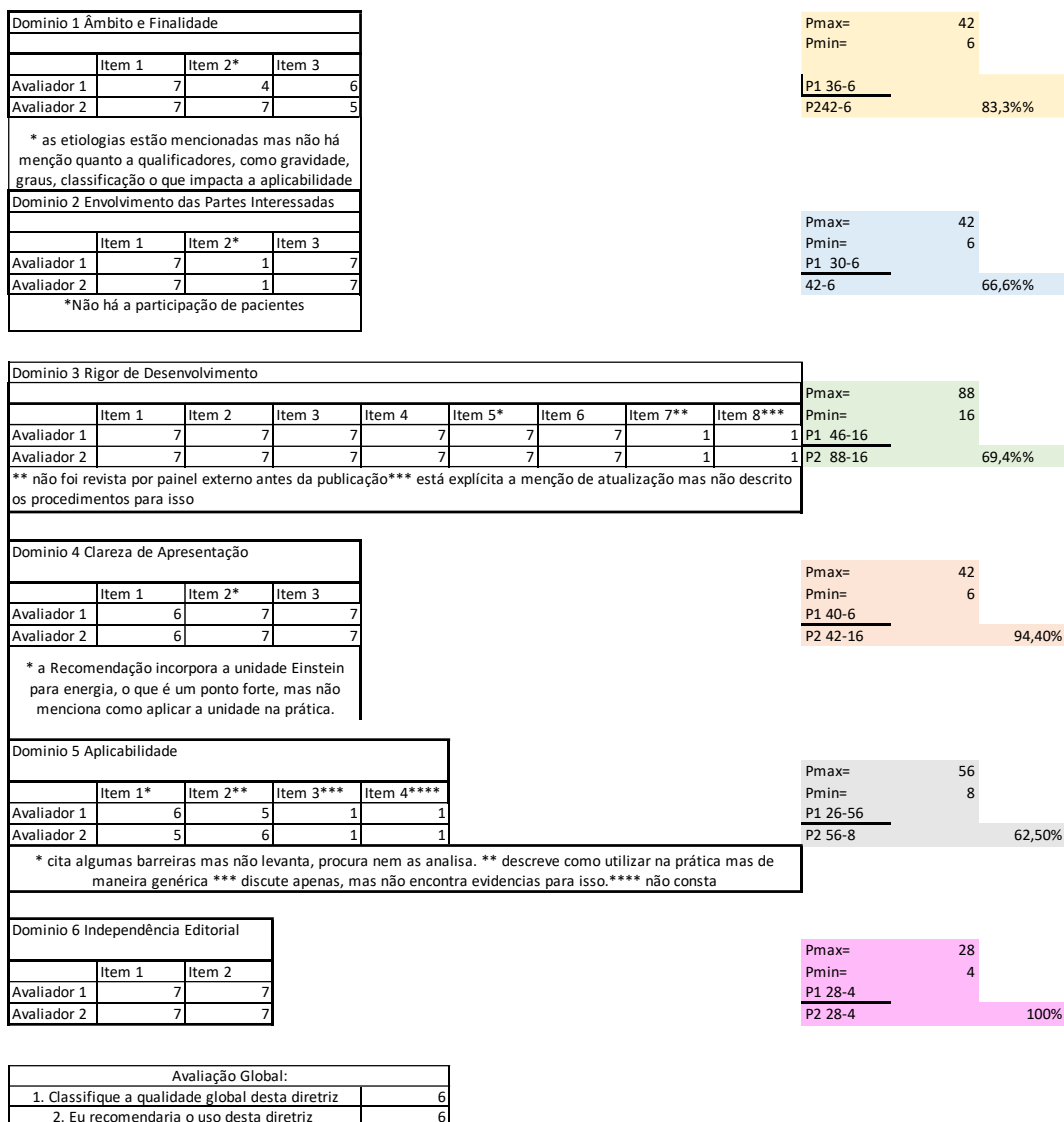 Dominio 1 Âmbito e Finalidade
Pmax= 42
Pmin= 6
Item 1 Item 2* Item 3
Avaliador 1 7 4 6 P1 36-6
Avaliador 2 7 7 5 P242-6 83,3%%
* as etiologias estão mencionadas mas não há
menção quanto a qualificadores, como gravidade,
graus, classificação o que impacta a aplicabilidade
Dominio 2 Envolvimento das Partes Interessadas
Pmax= 42
Item 1 Item 2* Item 3 Pmin= 6
Avaliador 1 7 1 7 P1 30-6
Avaliador 2 7 1 7 42-6 66,6%%
*Não há a participação de pacientes
Dominio 3 Rigor de Desenvolvimento
Pmax= 88
Item 1 Item 2 Item 3 Item 4 Item 5* Item 6 Item 7** Item 8*** Pmin= 16
Avaliador 1 7 7 7 7 7 7 1 1 P1 46-16
Avaliador 2 7 7 7 7 7 7 1 1 P2 88-16 69,4%%
** não foi revista por painel externo antes da publicação*** está explícita a menção de atualização mas não descrito
os procedimentos para isso
Dominio 4 Clareza de Apresentação
Pmax= 42
Item 1 Item 2* Item 3 Pmin= 6
Avaliador 1 6 7 7 P1 40-6
Avaliador 2 6 7 7 P2 42-16 94,40%
* a Recomendação incorpora a unidade Einstein
para energia, o que é um ponto forte, mas não
menciona como aplicar a unidade na prática.
Dominio 5 Aplicabilidade
Pmax= 56
Item 1* Item 2** Item 3*** Item 4**** Pmin= 8
Avaliador 1 6 5 1 1 P1 26-56
Avaliador 2 5 6 1 1 P2 56-8 62,50%
* cita algumas barreiras mas não levanta, procura nem as analisa. ** descreve como utilizar na prática mas de
maneira genérica *** discute apenas, mas não encontra evidencias para isso.**** não consta
Dominio 6 Independência Editorial
Pmax= 28
Item 1 Item 2 Pmin= 4
Avaliador 1 7 7 P1 28-4
Avaliador 2 7 7 P2 28-4 100%
Avaliação Global:
1. Classifique a qualidade global desta diretriz 6
2. Eu recomendaria o uso desta diretriz 6